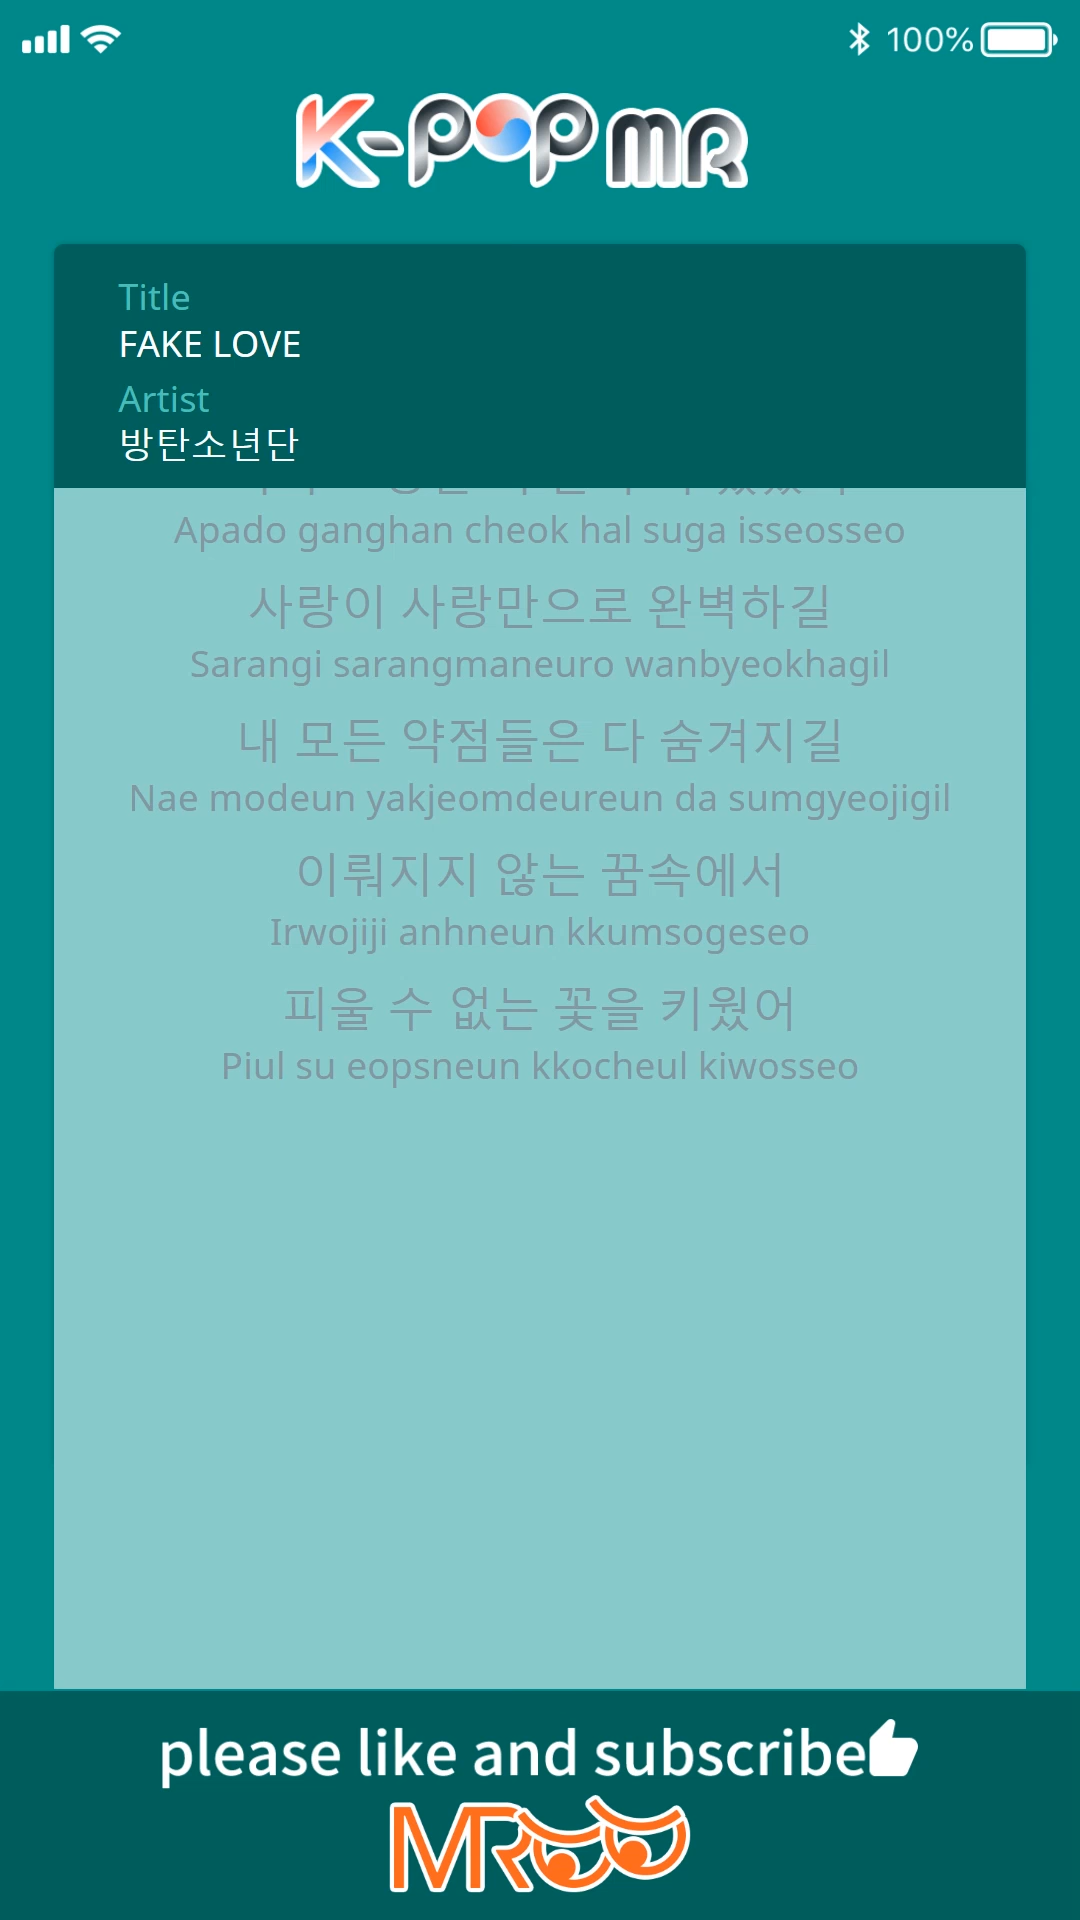 100%
K-POP MR
Title
FAKE LOVE
Artist
방탄소년단
Apado ganghan cheok hal suga isseosseo
사랑이 사랑만으로 완벽하길
Sarangi sarangmaneuro wanbyeokhagil
내 모든 약점들은 다 숨겨지길
Nae modeun yakjeomdeureun da sumgyeojigil
이뤄지지 않는 꿈속에서
Irwojiji anhneun kkumsogeseo
피울 수 없는 꽃을 키웠어
Piul su eopsneun kkocheul kiwosseo
please like and subscribe
MR